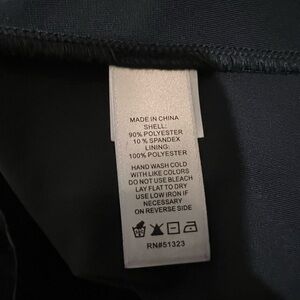 MADE IN CHINA
SHELL:
90% POLYESTER
10% SPANDEX
LINING:
100% POLYESTER
HAND WASH COLD
WITH LIKE COLORS
DO NOT USE BLEACH
LAY FLAT TO DRY
USE LOW IRON IF
NECESSARY
ON REVERSE SIDE
RN#51323